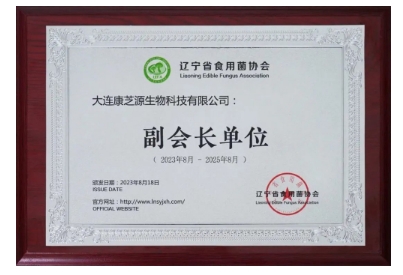 辽宁省食用菌协会
Liaoning Edible Fungus Association
大连康芝源生物科技有限公司：
副会长单位
（ 2023年8月 - 2025年8月 ）
颁发日期：2023年8月18日
ISSUE DATE
官方网址：http://www.lnsyjxh.com/
OFFICIAL WEBSITE
辽宁省食用菌协会
Liaoning Edible Fungus Association